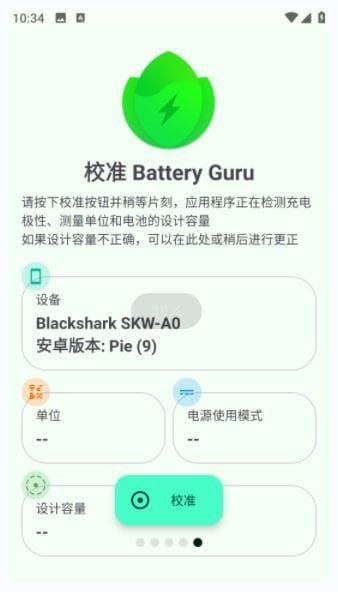 10:34
校准 Battery Guru
请按下校准按钮并稍等片刻，应用程序正在检测充电
极性、测量单位和电池的设计容量
如果设计容量不正确，可以在此处或稍后进行更正
设备
Blackshark SKW-A0
安卓版本: Pie (9)
单位
--
电源使用模式
--
设计容量
--
校准